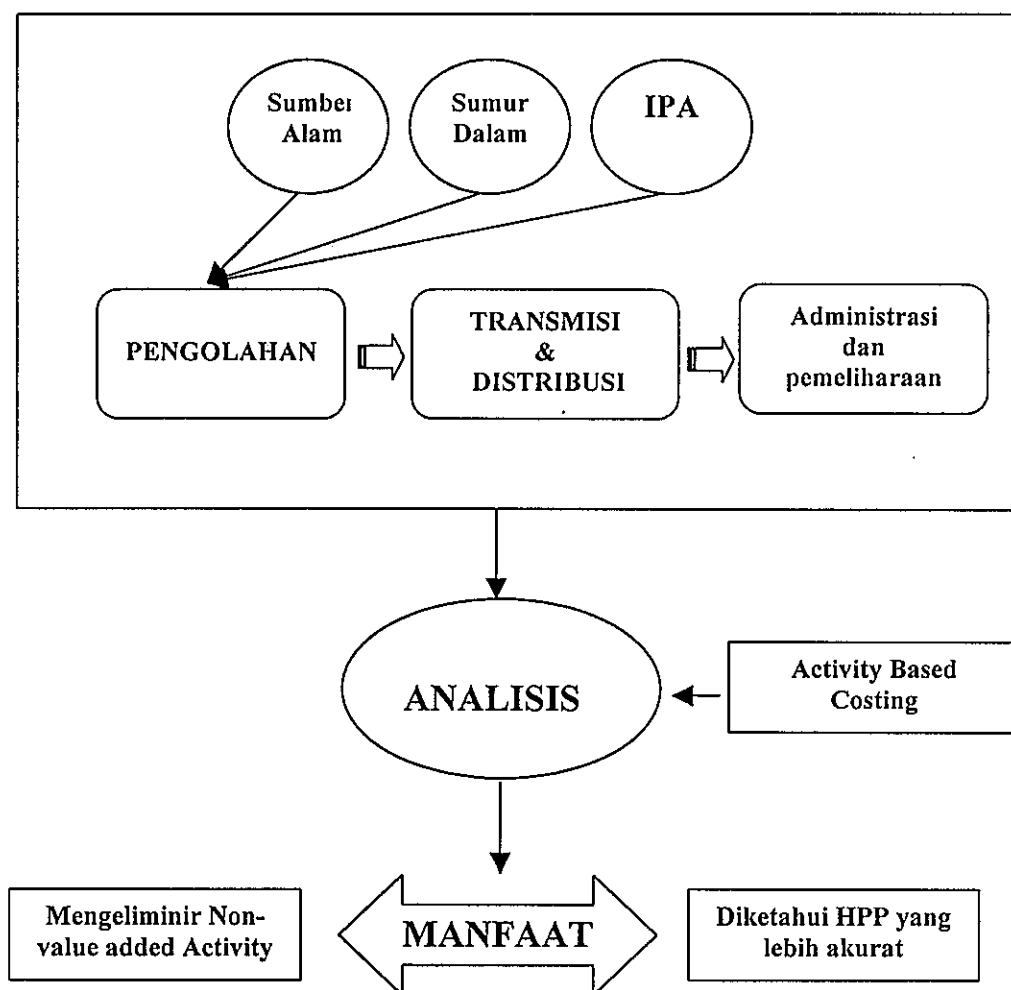 Sumber
Alam
Sumur
Dalam
IPA
PENGOLAHAN
TRANSMISI
&
DISTRIBUSI
Administrasi
dan
pemeliharaan
ANALISIS
Activity Based
Costing
Mengeliminir Non-
value added Activity
MANFAAT
Diketahui HPP yang
lebih akurat